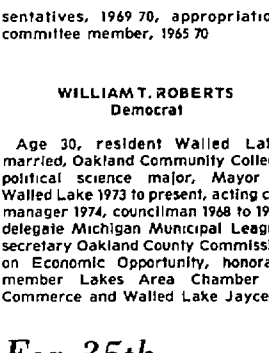 sentatives, 1969 70, appropriatio
committee member, 1965 70
WILLIAM T. ROBERTS
Democrat
Age 30, resident Walled Lak
married, Oakland Community Colle
political science major, Mayor
Walled Lake 1973 to present, acting c
manager 1974, councilman 1968 to 19
delegate Michigan Municipal Leag
secretary Oakland County Commissi
on Economic Opportunity, honora
member Lakes Area Chamber
Commerce and Walled Lake Jayce
For 25th